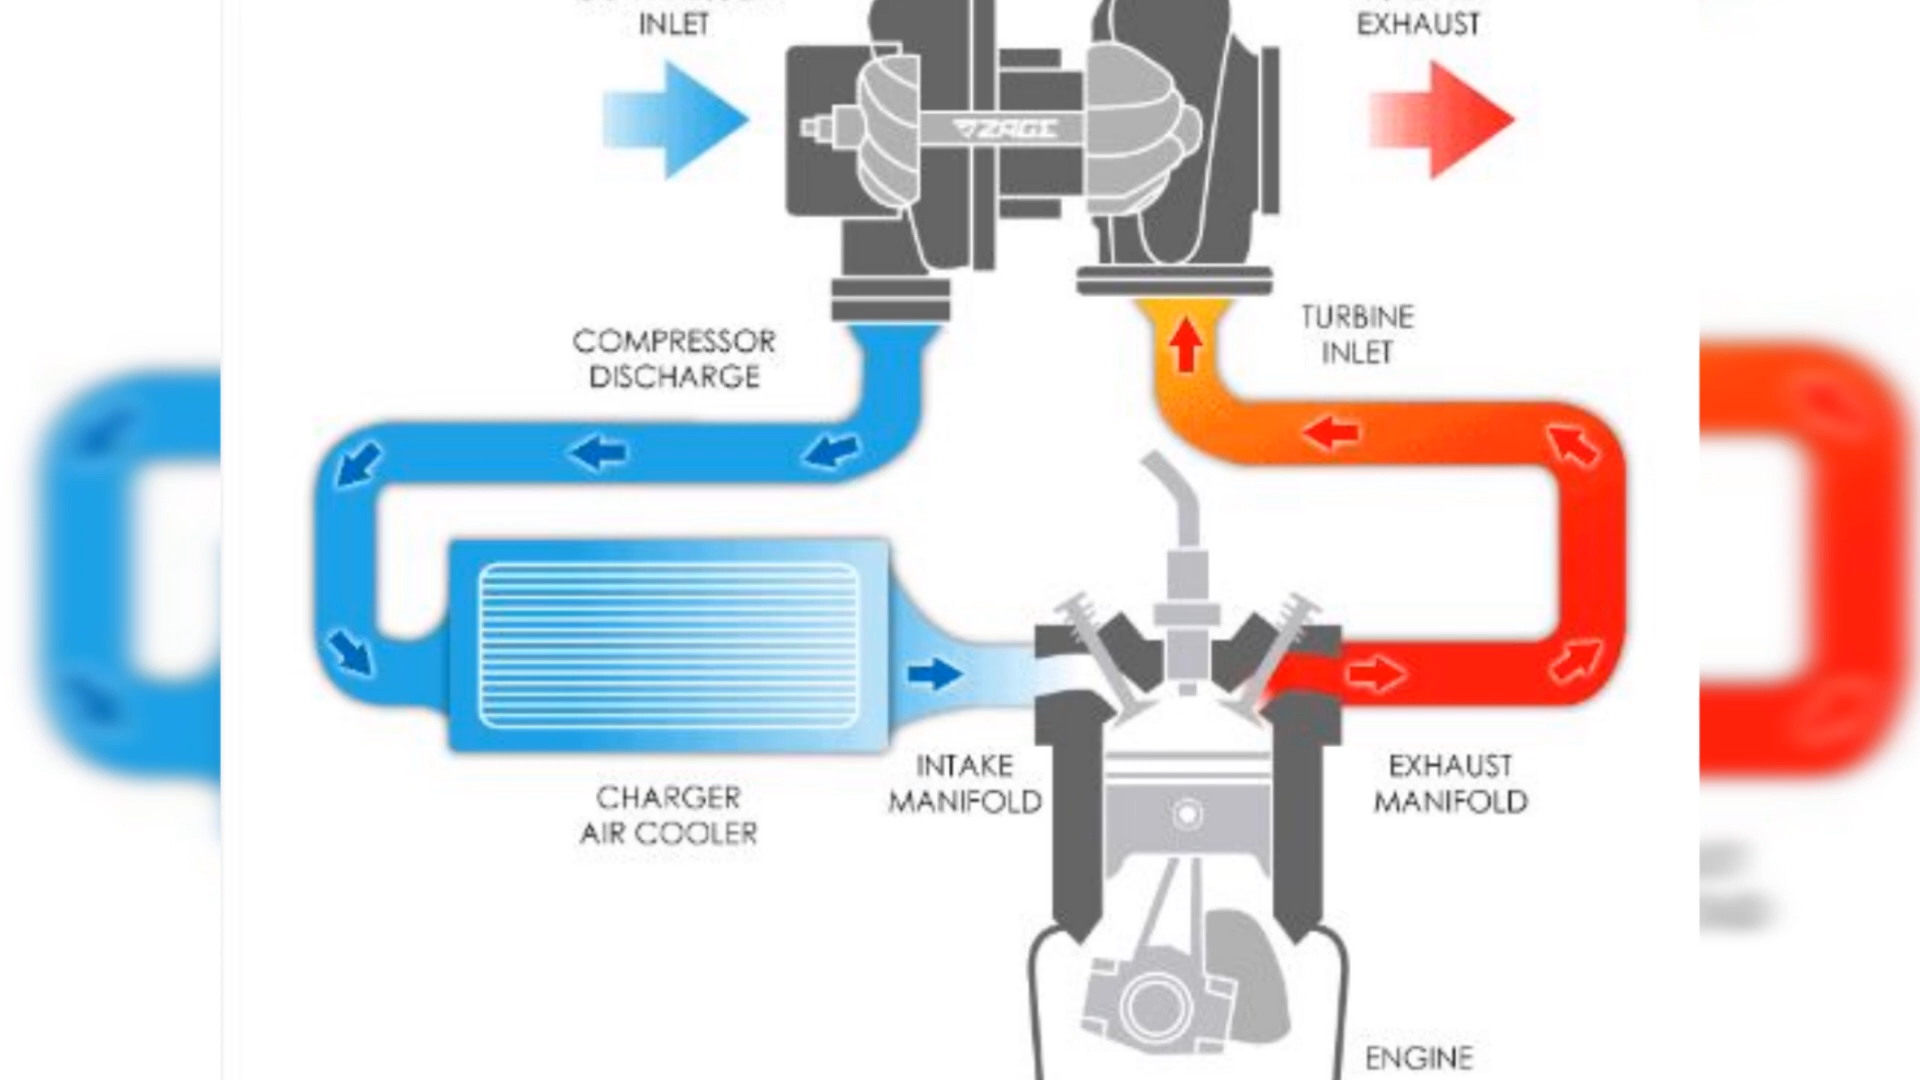 INLET
EXHAUST
ZAGE
COMPRESSOR
DISCHARGE
TURBINE
INLET
INTAKE
MANIFOLD
EXHAUST
MANIFOLD
CHARGER
AIR COOLER
ENGINE